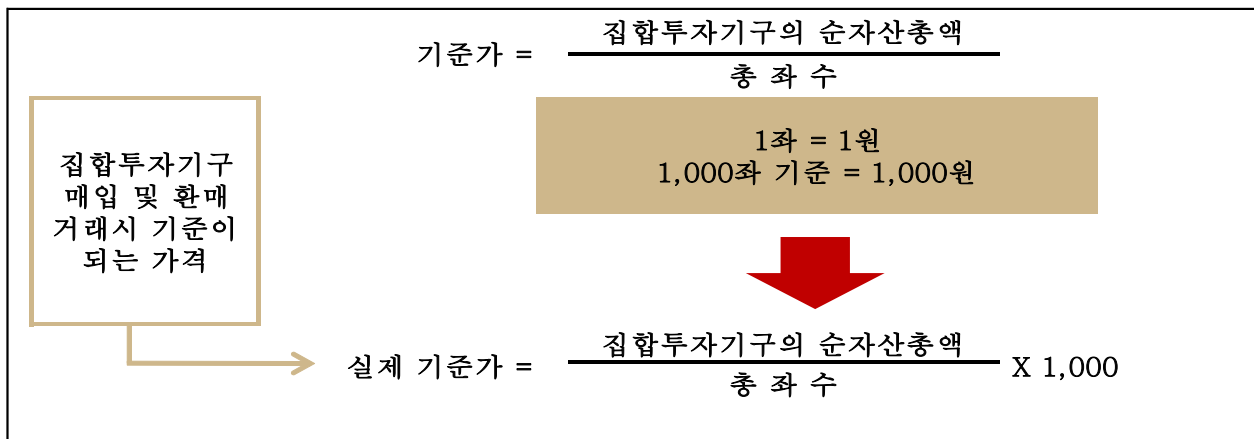 기준가 =
집합투자기구의 순자산총액
총 좌 수
1좌 = 1원
1,000좌 기준 = 1,000원
집합투자기구
매입 및 환매
거래시 기준이
되는 가격
실제 기준가 =
집합투자기구의 순자산총액
총 좌 수
X 1,000